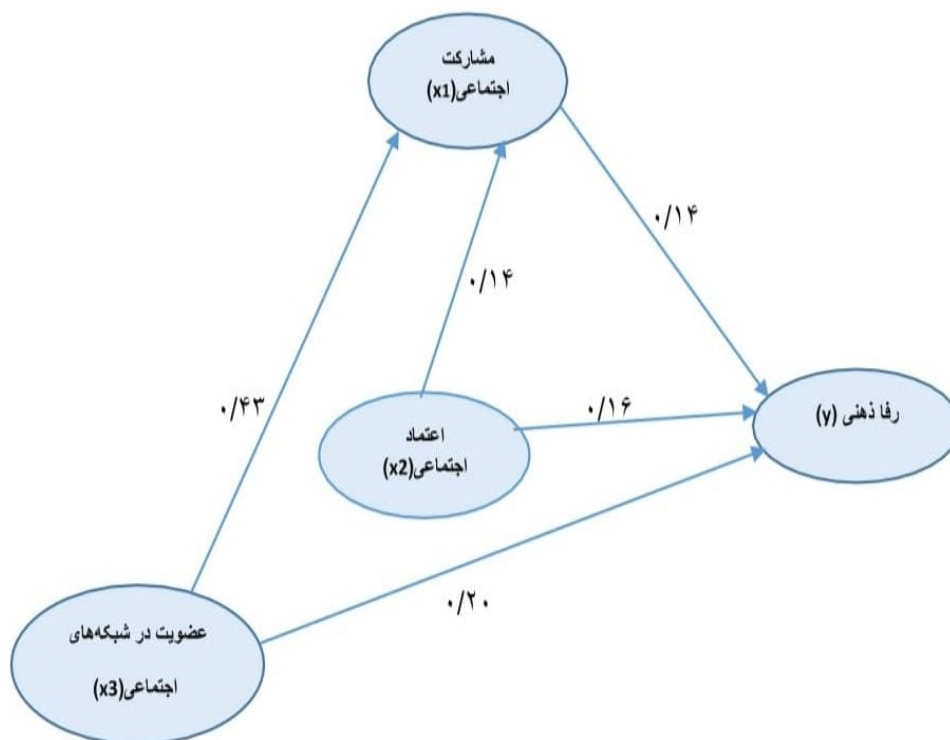 مشارکت
اجتماعی(x1)
۰/۱۴
۰/۱۴
۰/۴۳
۰/۱۶
رفا ذهنی (y)
اعتماد
اجتماعی(x2)
۰/۲۰
عضویت در شبکه‌های
اجتماعی(x3)